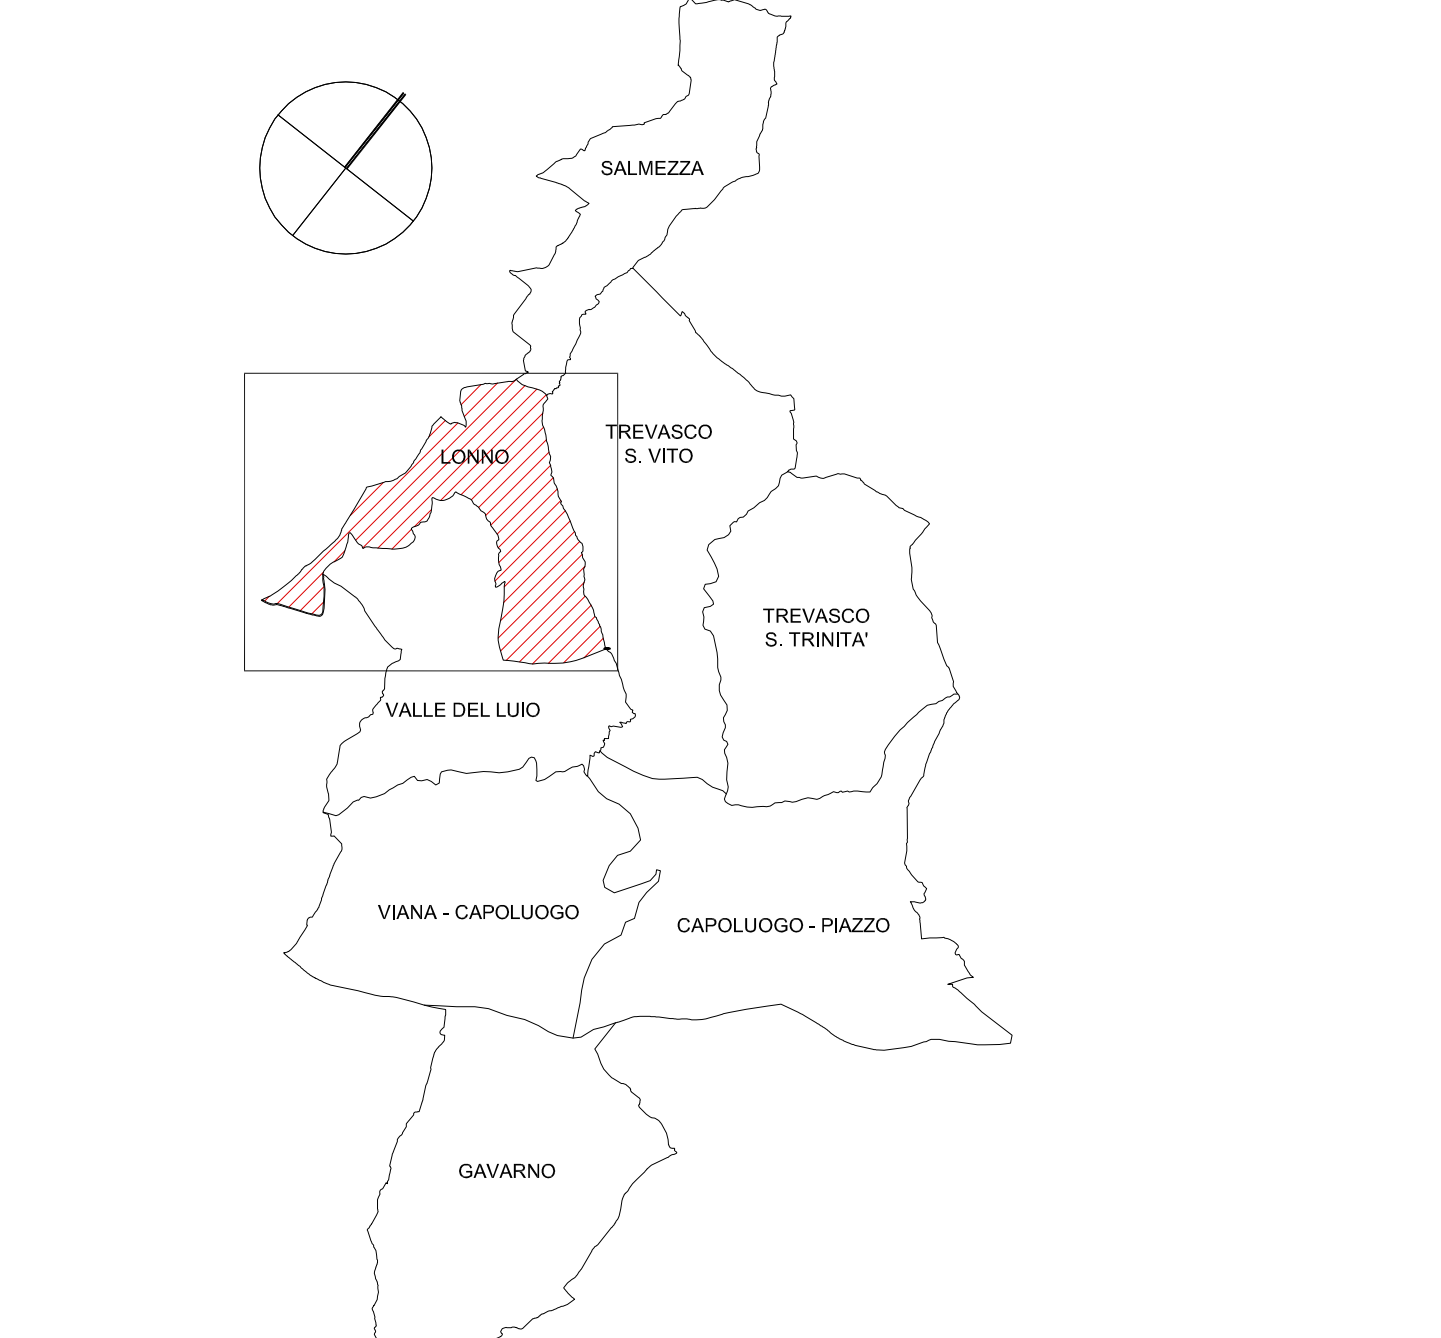 SALMEZZA
TREVASCO
S. VITO
LONNO
TREVASCO
S. TRINITA'
VALLE DEL LUIO
VIANA - CAPOLUOGO
CAPOLUOGO - PIAZZO
GAVARNO